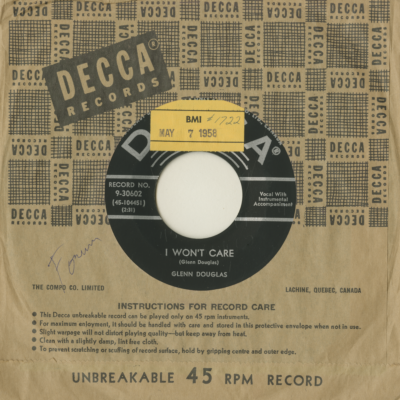 DECCA®
RECORDS
BMI #1722
MAY 7 1958
DECCA
RECORD NO.
9-30602
[45-104451]
Vocal With
Instrumental
Accompaniment
I WON'T CARE
(Glenn Douglas)
GLENN DOUGLAS
THE COMPO CO. LIMITED
LACHINE, QUEBEC, CANADA
INSTRUCTIONS FOR RECORD CARE
● This Decca unbreakable record can be played only on 45 rpm instruments.
● For maximum enjoyment, it should be handled with care and stored in this protective envelope when not in one.
● Slight warpage will not distort playing quality—but keep away from heat.
● Clean with a slightly damp, lint-free cloth.
● To prevent scratching or scuffing of record surface, hold by gripping centre and outer edge.
UNBREAKABLE 45 RPM RECORD